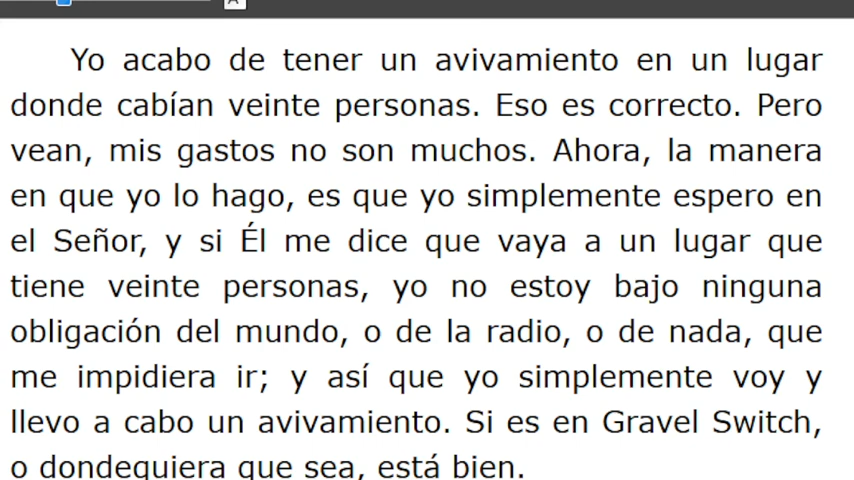 Yo acabo de tener un avivamiento en un lugar
donde cabían veinte personas. Eso es correcto. Pero
vean, mis gastos no son muchos. Ahora, la manera
en que yo lo hago, es que yo simplemente espero en
el Señor, y si Él me dice que vaya a un lugar que
tiene veinte personas, yo no estoy bajo ninguna
obligación del mundo, o de la radio, o de nada, que
me impidiera ir; y así que yo simplemente voy y
llevo a cabo un avivamiento. Si es en Gravel Switch,
o dondequiera que sea, está bien.